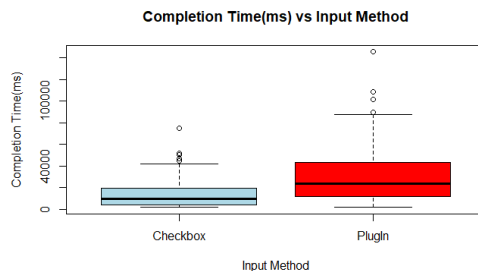 Completion Time(ms) vs Input Method
Completion Time(ms)
100000
40000
0
Checkbox
PlugIn
Input Method